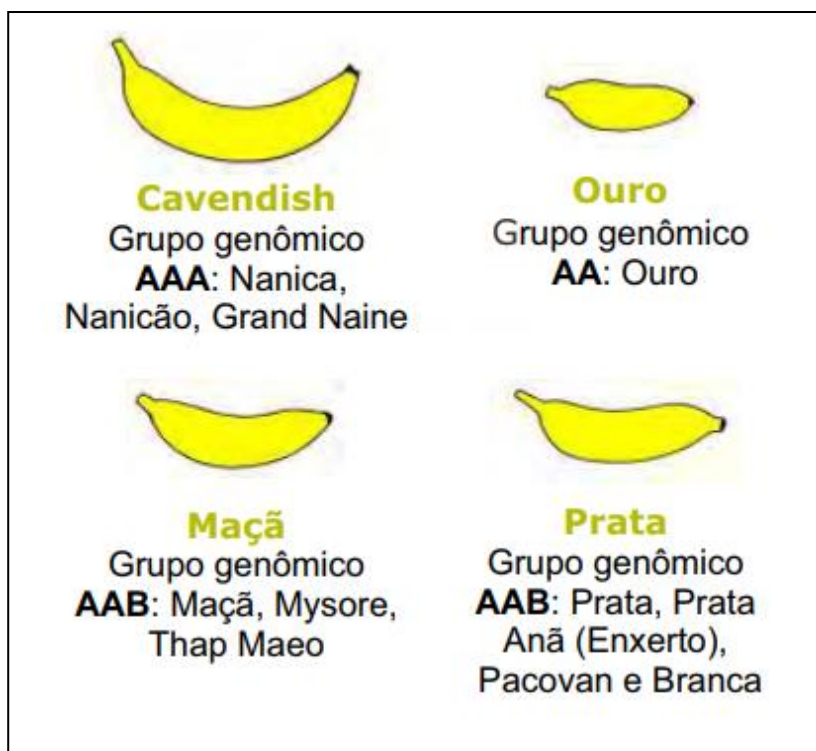 Cavendish
Grupo genômico
AAA: Nanica,
Nanicão, Grand Naine
Ouro
Grupo genômico
AA: Ouro
Maçã
Grupo genômico
AAB: Maçã, Mysore,
Thap Maeo
Prata
Grupo genômico
AAB: Prata, Prata
Anã (Enxerto),
Pacovan e Branca